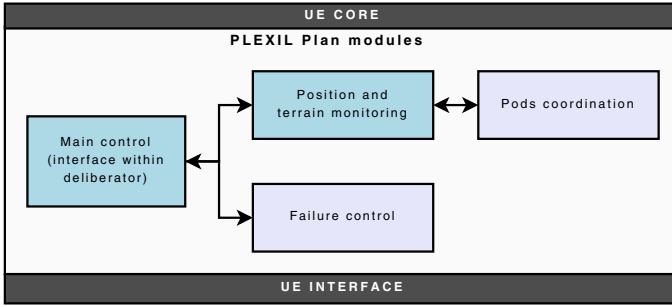 UE CORE
PLEXIL Plan modules
Position and
terrain monitoring
Pods coordination
Main control
(interface within
deliberator)
Failure control
UE INTERFACE